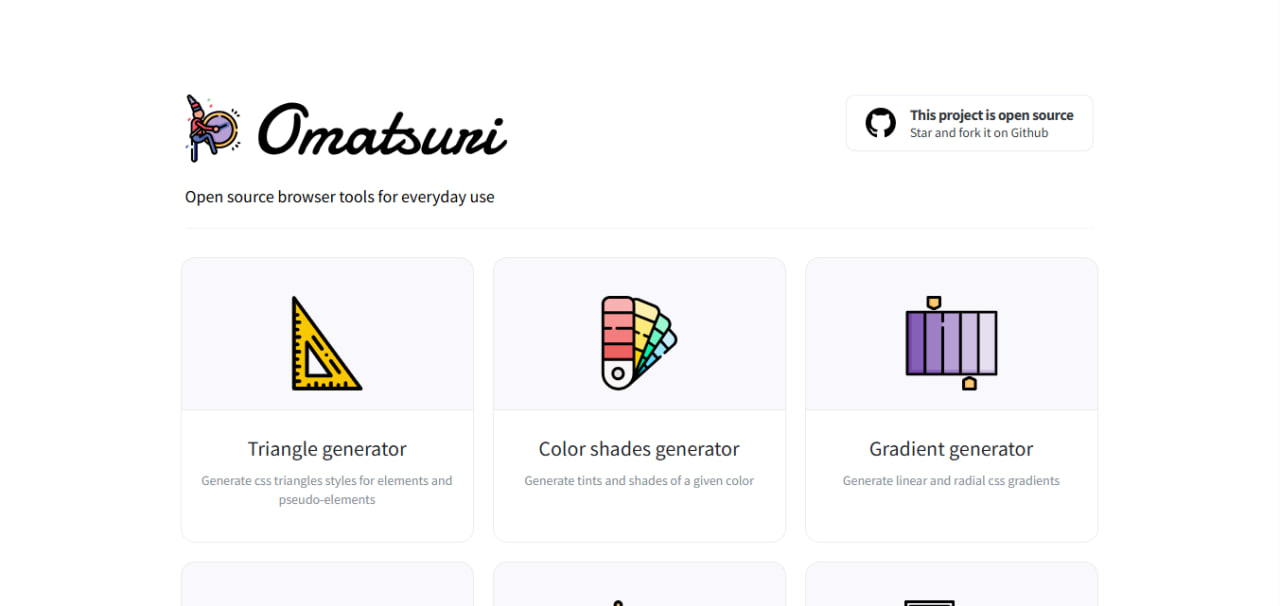 Omatsuri
This project is open source
Star and fork it on Github
Open source browser tools for everyday use
Triangle generator
Generate css triangles styles for elements and
pseudo-elements
Color shades generator
Generate tints and shades of a given color
Gradient generator
Generate linear and radial css gradients